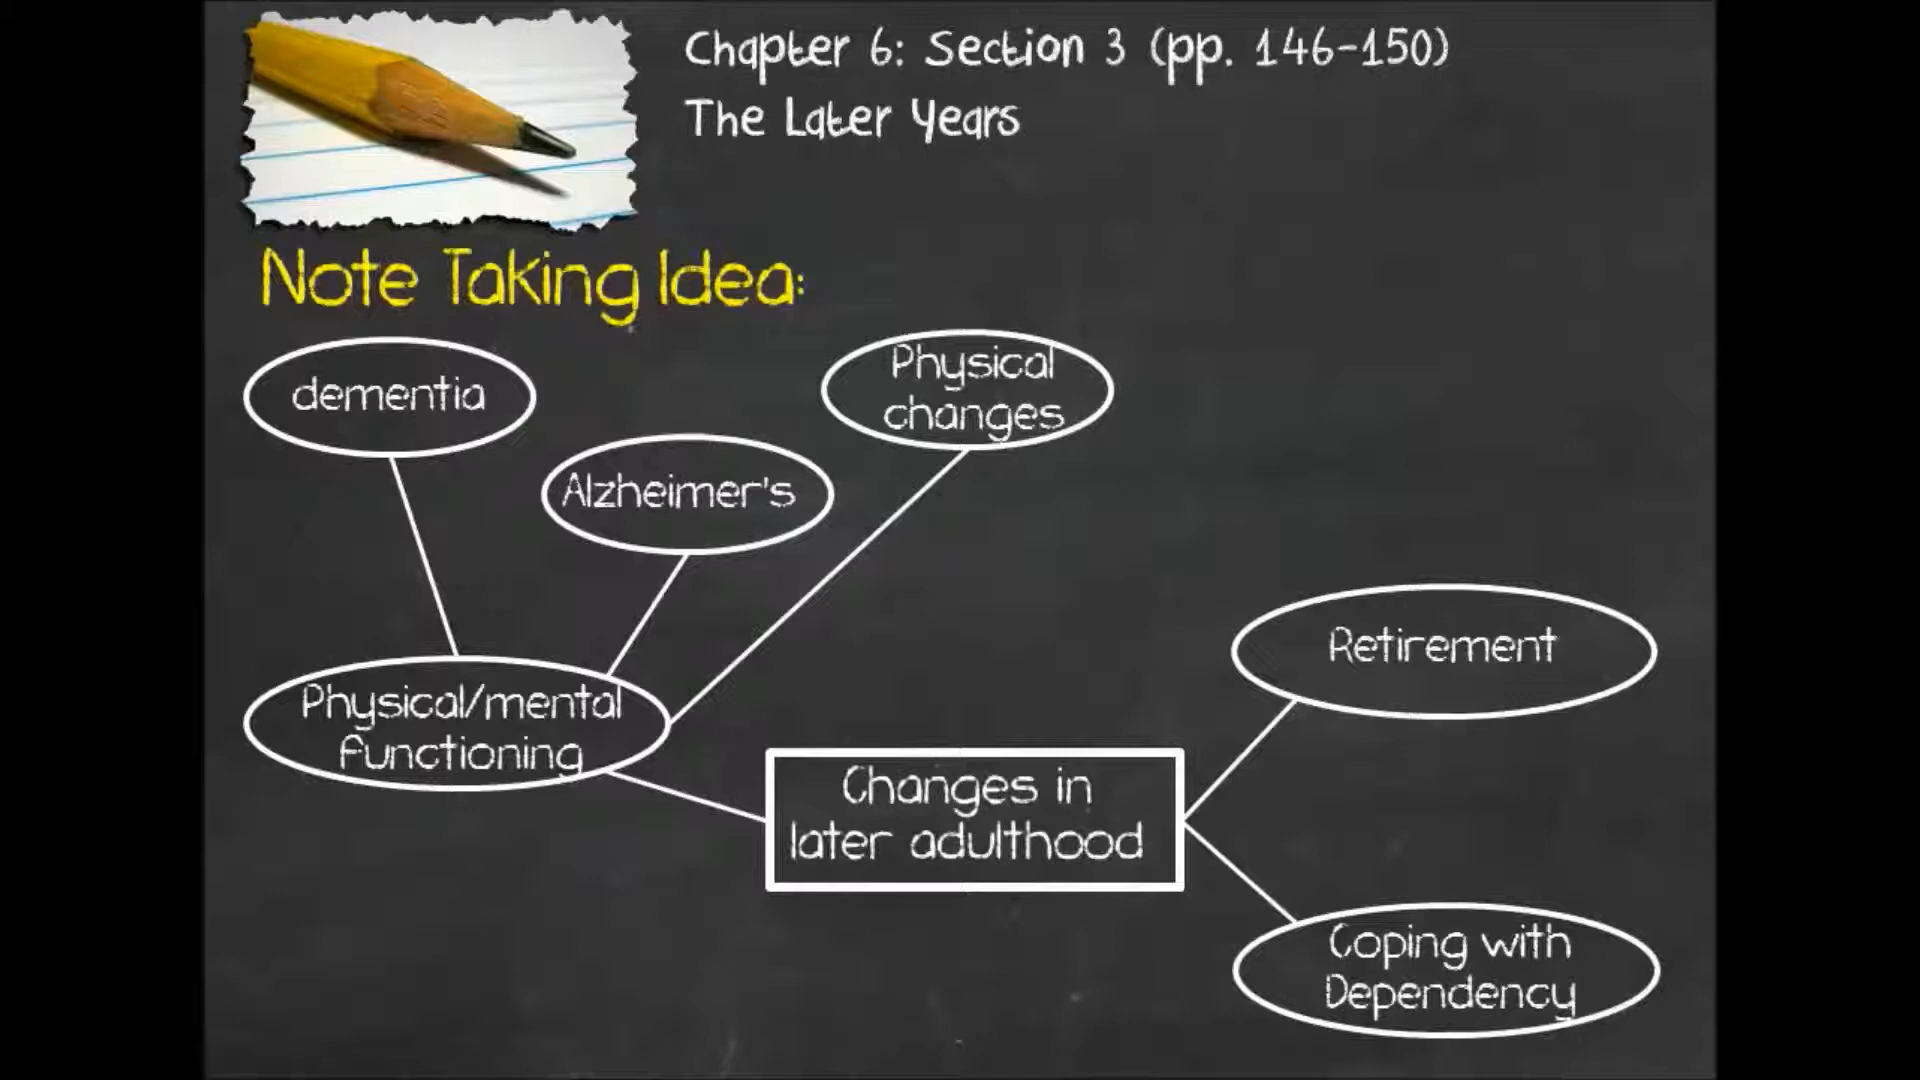 Chapter 6: Section 3 (pp. 146-150)
The Later Years
Note Taking Idea:
dementia
Alzheimer's
Physical
changes
Physical/mental
functioning
Changes in
later adulthood
Retirement
Coping with
Dependency